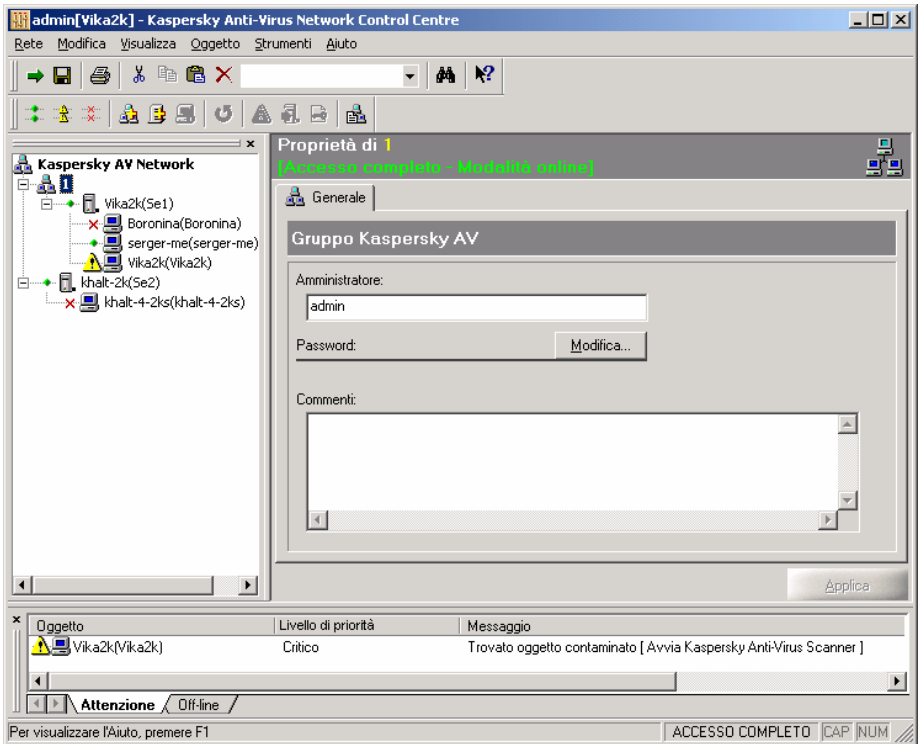 admin[Vika2k] - Kaspersky Anti-Virus Network Control Centre
Rete Modifica Visualizza Oggetto Strumenti Aiuto
Kaspersky AV Network
1
Vika2k(Se1)
Boronina(Boronina)
serger-me(serger-me)
Vika2k(Vika2k)
khalt-2k(Se2)
khalt-4-2ks(khalt-4-2ks)
Proprietà di 1
[Accesso completo - Modalità online]
Generale
Gruppo Kaspersky AV
Amministratore:
admin
Password: Modifica...
Commenti:
Applica
Oggetto Livello di priorità Messaggio
Vika2k(Vika2k) Critico Trovato oggetto contaminato [ Avvia Kaspersky Anti-Virus Scanner ]
Attenzione Off-line
Per visualizzare l'Aiuto, premere F1 ACCESSO COMPLETO CAP NUM